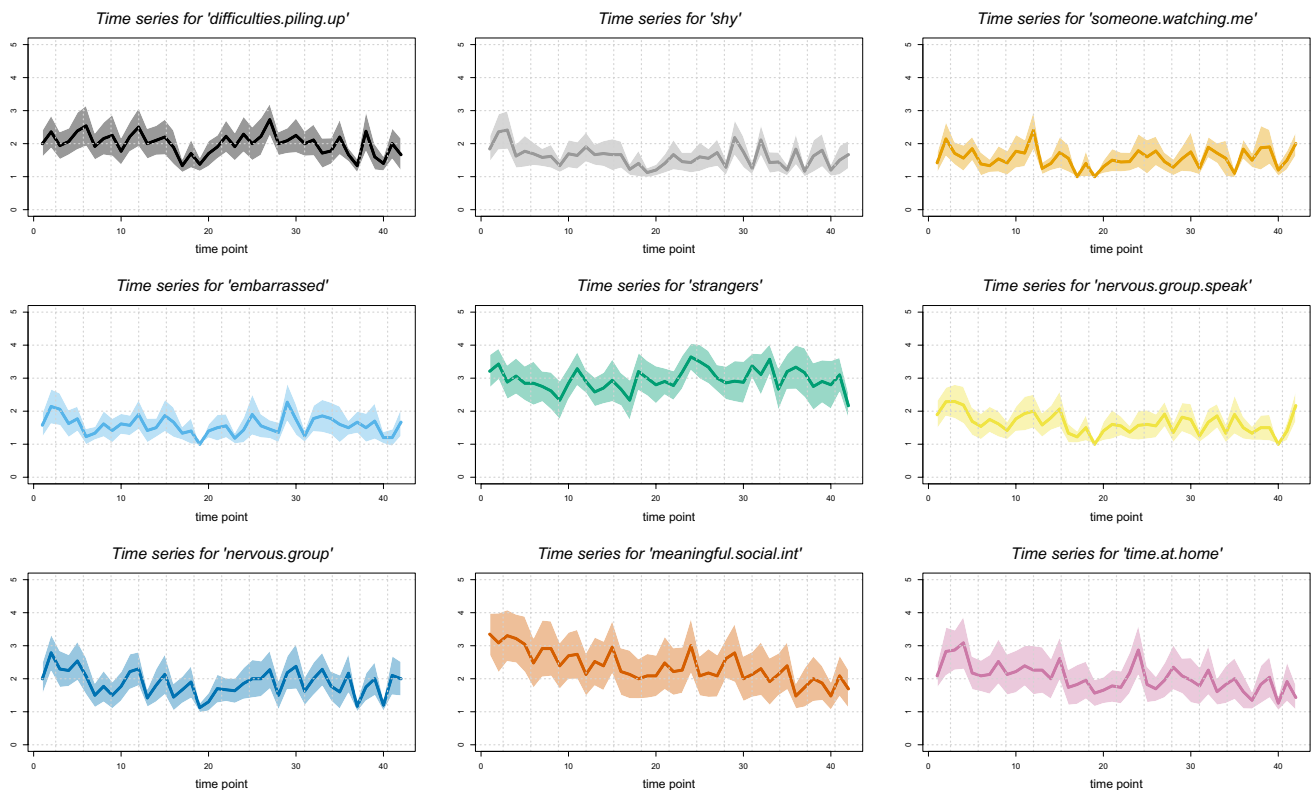 Time series for 'difficulties.piling.up'
5
4
3
2
1
0
0 10 20 30 40
time point
Time series for 'shy'
5
4
3
2
1
0
0 10 20 30 40
time point
Time series for 'someone.watching.me'
5
4
3
2
1
0
0 10 20 30 40
time point
Time series for 'embarrassed'
5
4
3
2
1
0
0 10 20 30 40
time point
Time series for 'strangers'
5
4
3
2
1
0
0 10 20 30 40
time point
Time series for 'nervous.group.speak'
5
4
3
2
1
0
0 10 20 30 40
time point
Time series for 'nervous.group'
5
4
3
2
1
0
0 10 20 30 40
time point
Time series for 'meaningful.social.int'
5
4
3
2
1
0
0 10 20 30 40
time point
Time series for 'time.at.home'
5
4
3
2
1
0
0 10 20 30 40
time point